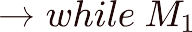 → while M₁